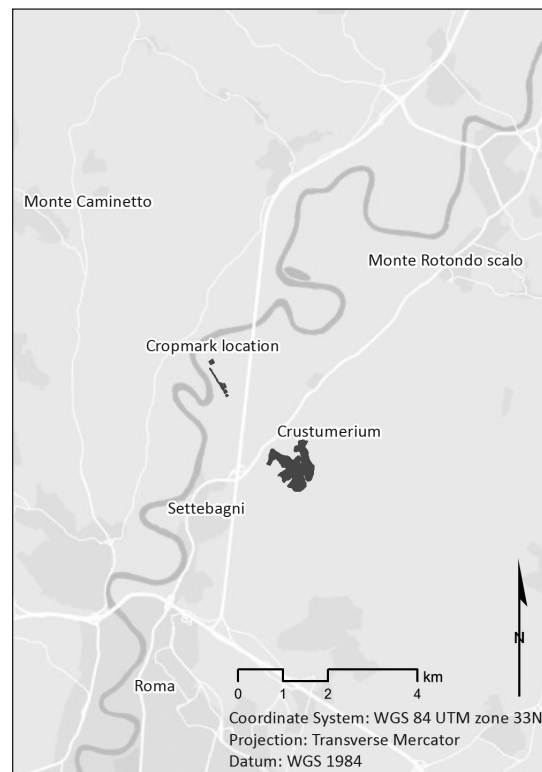 Monte Caminetto
Monte Rotondo scalo
Cropmark location
Crustumerium
Settebagni
N
Roma
km
0 1 2 4
Coordinate System: WGS 84 UTM zone 33N
Projection: Transverse Mercator
Datum: WGS 1984